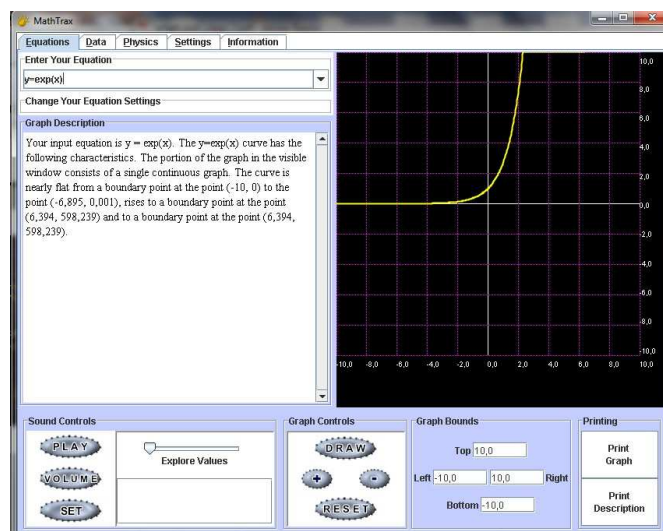 MathTrax
Equations Data Physics Settings Information
Enter Your Equation
y=exp(x)
Change Your Equation Settings
Graph Description
Your input equation is y = exp(x). The y=exp(x) curve has the
following characteristics. The portion of the graph in the visible
window consists of a single continuous graph. The curve is
nearly flat from a boundary point at the point (-10, 0) to the
point (-6,895, 0,001), rises to a boundary point at the point
(6,394, 598,239) and to a boundary point at the point (6,394,
598,239).
10,0
8,0
6,0
4,0
2,0
0,0
-2,0
-4,0
-6,0
-8,0
-10,0
-10,0 -8,0 -6,0 -4,0 -2,0 0,0 2,0 4,0 6,0 8,0 10,0
Sound Controls
PLAY
VOLUME
SET
Explore Values
Graph Controls
DRAW
+ -
RESET
Graph Bounds
Top 10,0
Left -10,0 10,0 Right
Bottom -10,0
Printing
Print
Graph
Print
Description